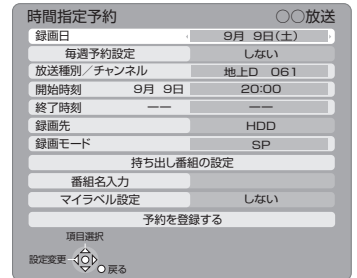 時間指定予約 ○○放送
録画日 9月 9日(土)
毎週予約設定 しない
放送種別／チャンネル 地上D 061
開始時刻 9月 9日 20:00
終了時刻 −− −−
録画先 HDD
録画モード SP
持ち出し番組の設定
番組名入力
マイラベル設定 しない
予約を登録する
項目選択
設定変更
戻る